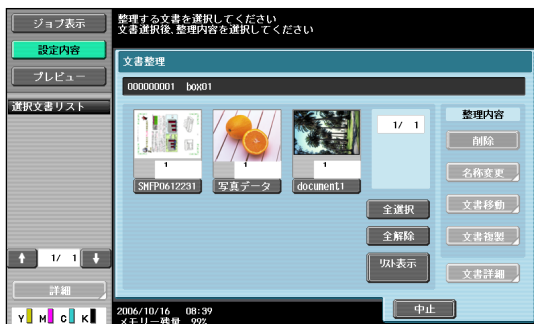 ジョブ表示
設定内容
プレビュー
選択文書リスト
1/ 1
詳細
Y M C K
整理する文書を選択してください
文書選択後、整理内容を選択してください
文書整理
000000001 box01
1
SHFP0612231
1
写真データ
1
document1
1/ 1
全選択
全解除
リスト表示
整理内容
削除
名称変更
文書移動
文書複製
文書詳細
2006/10/16 08:39
メモリー残量 99%
中止